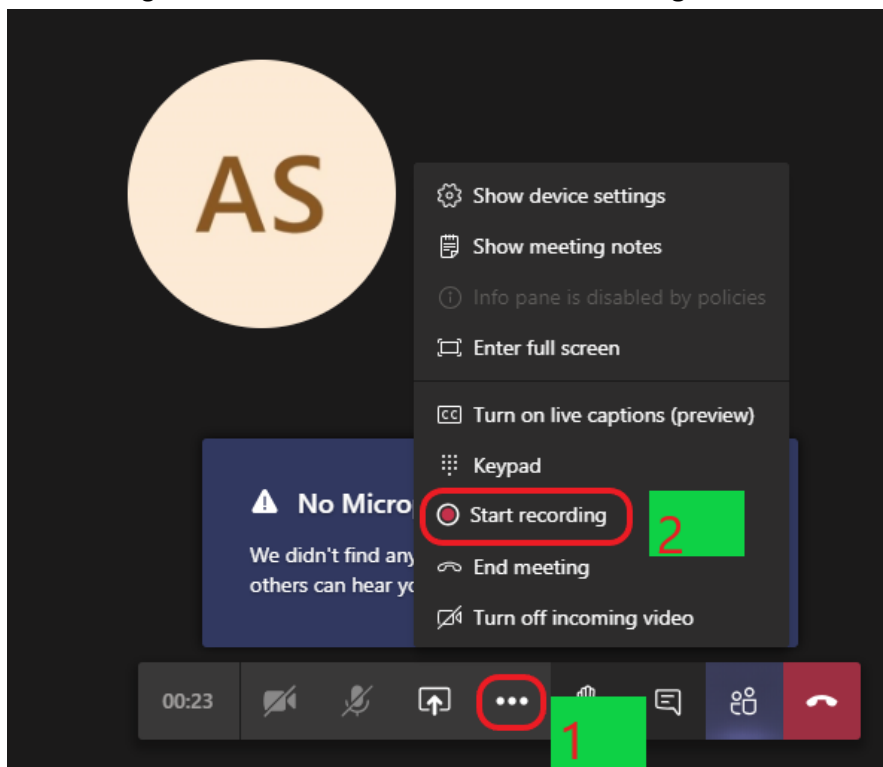 AS
Show device settings
Show meeting notes
Info pane is disabled by policies
Enter full screen
CC Turn on live captions (preview)
Keypad
No Micro
Start recording
2
We didn't find any
others can hear
End meeting
Turn off incoming video
00:23
1